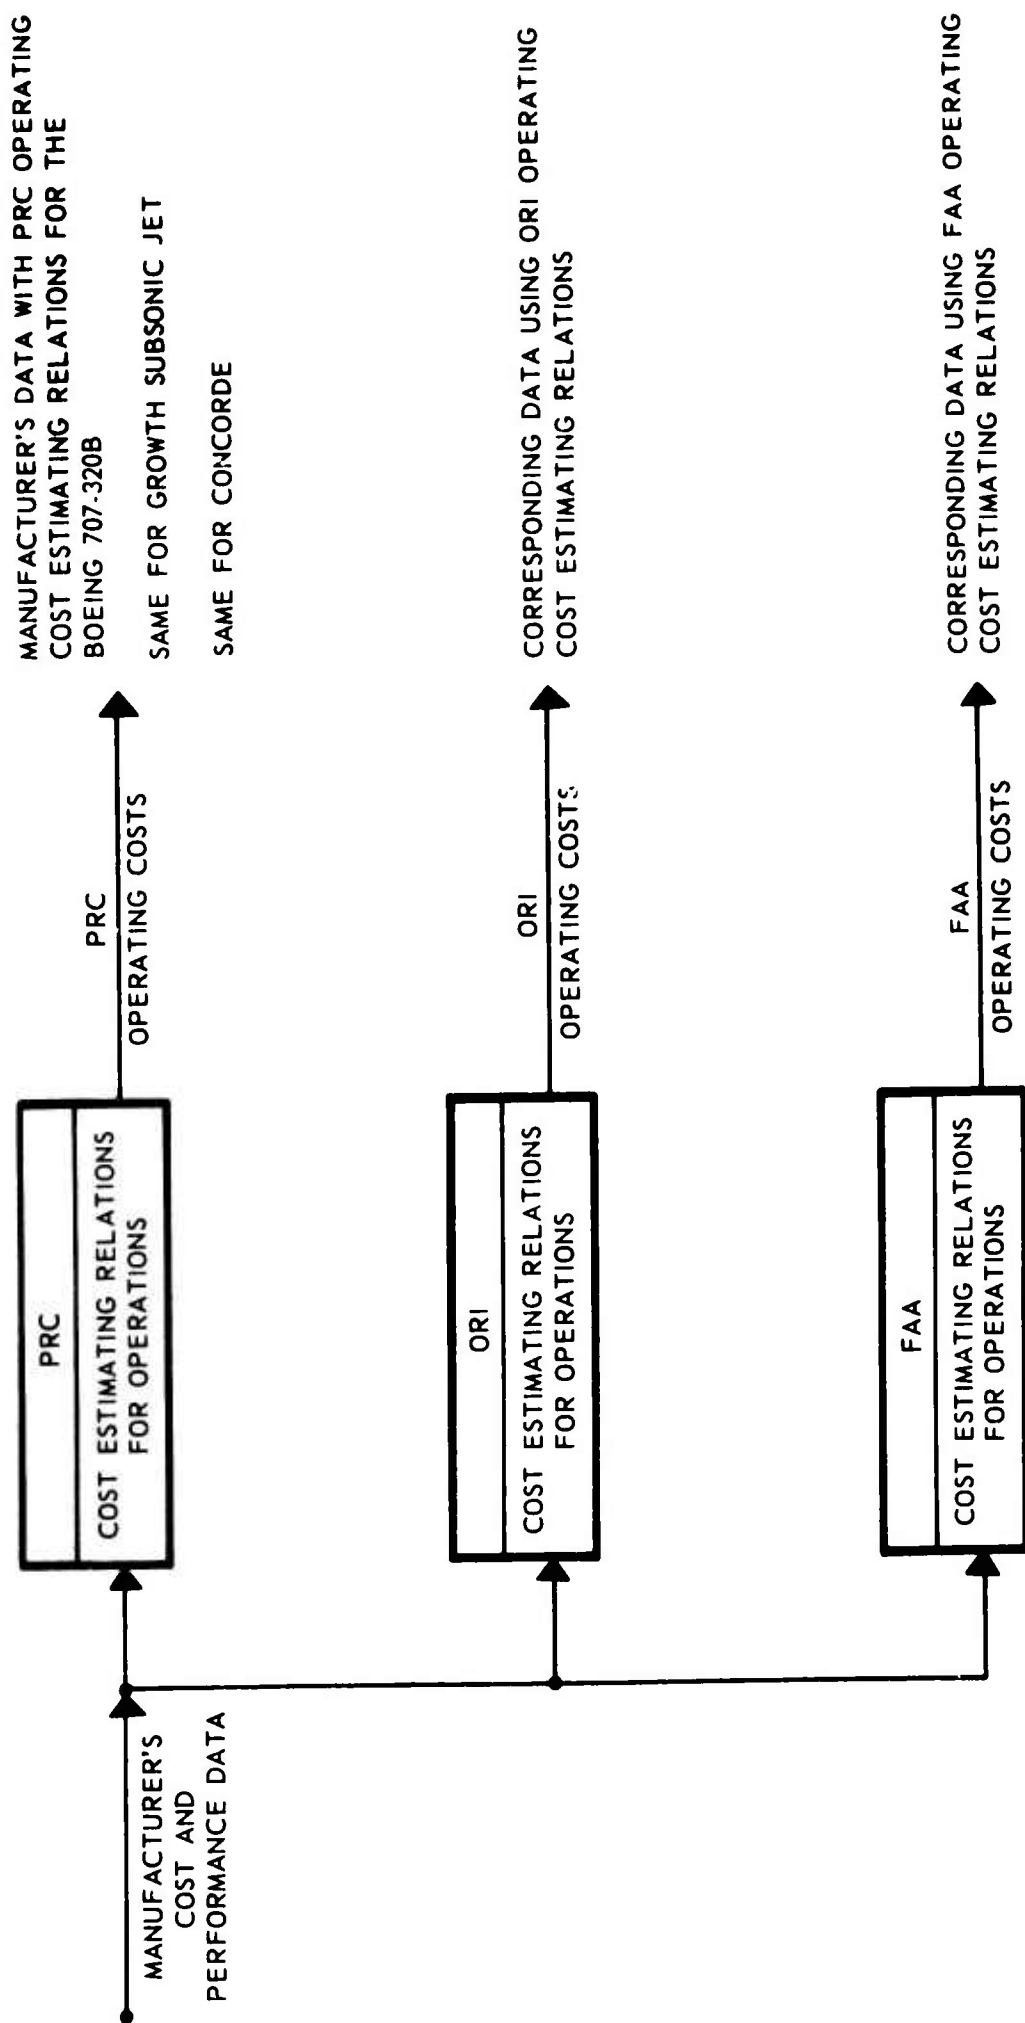 MANUFACTURER'S
COST AND
PERFORMANCE DATA
PRC
COST ESTIMATING RELATIONS
FOR OPERATIONS
PRC
OPERATING COSTS
MANUFACTURER'S DATA WITH PRC OPERATING
COST ESTIMATING RELATIONS FOR THE
BOEING 707-320B
SAME FOR GROWTH SUBSONIC JET
SAME FOR CONCORDE
ORI
COST ESTIMATING RELATIONS
FOR OPERATIONS
ORI
OPERATING COSTS
CORRESPONDING DATA USING ORI OPERATING
COST ESTIMATING RELATIONS
FAA
COST ESTIMATING RELATIONS
FOR OPERATIONS
FAA
OPERATING COSTS
CORRESPONDING DATA USING FAA OPERATING
COST ESTIMATING RELATIONS